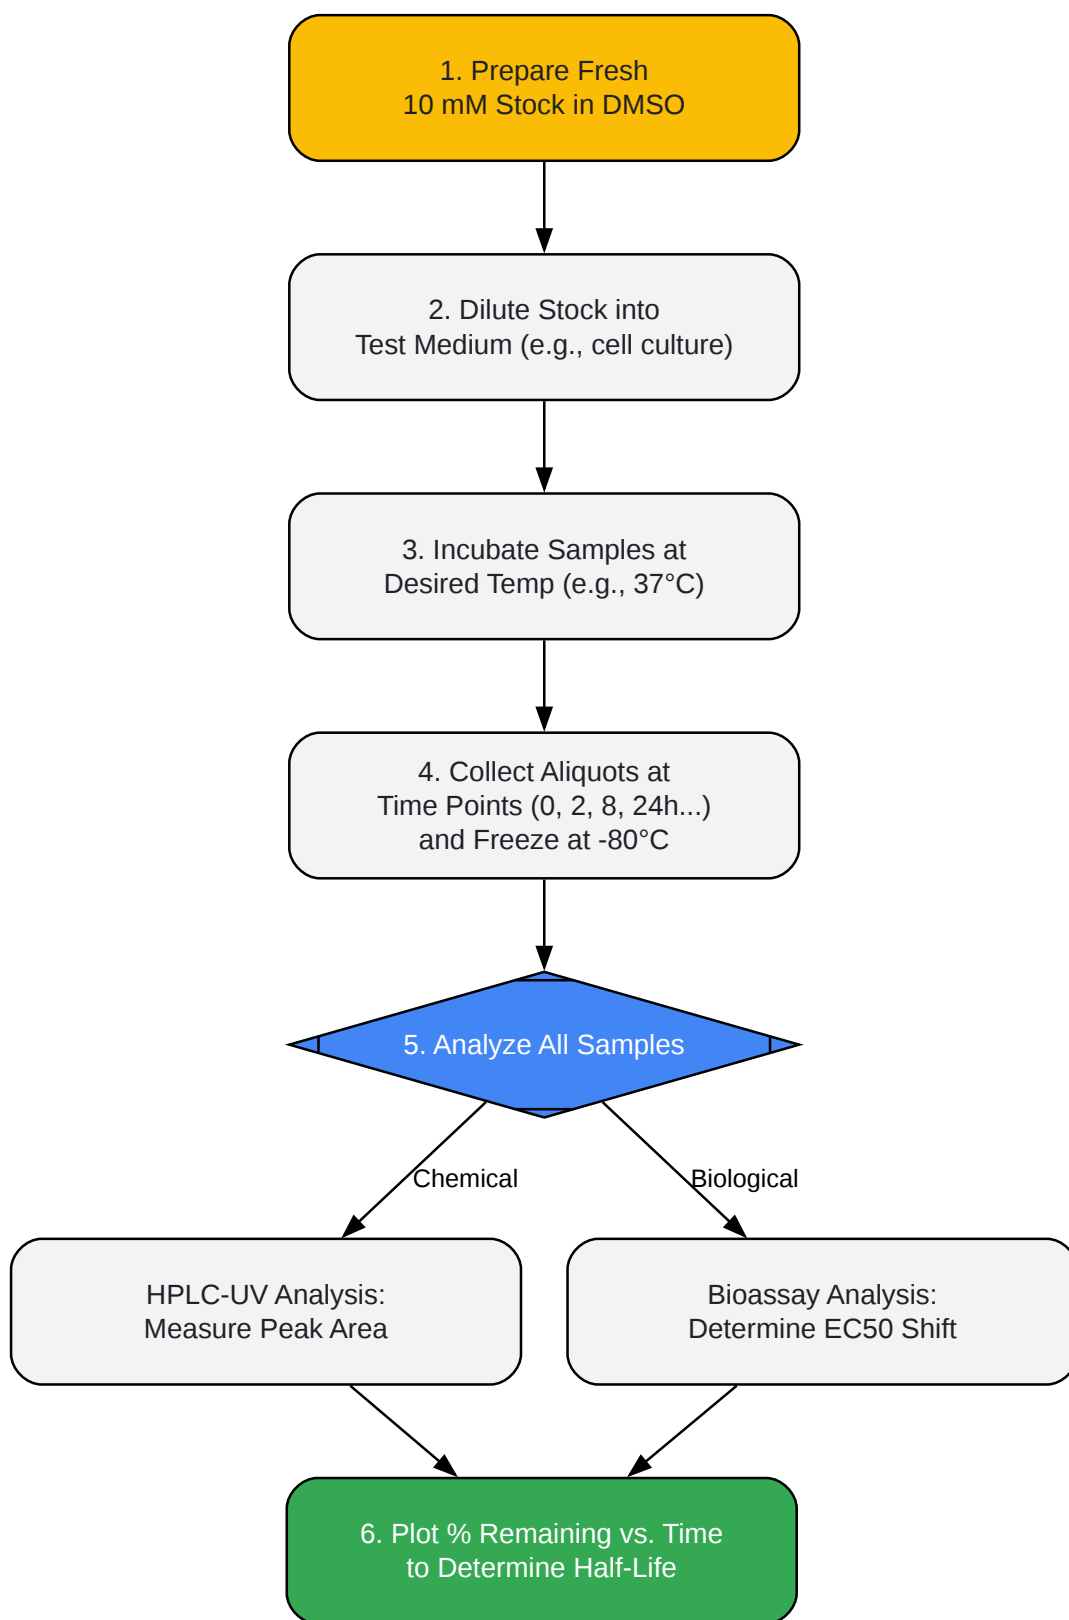 1. Prepare Fresh
10 mM Stock in DMSO
2. Dilute Stock into
Test Medium (e.g., cell culture)
3. Incubate Samples at
Desired Temp (e.g., 37°C)
4. Collect Aliquots at
Time Points (0, 2, 8, 24h...)
and Freeze at -80°C
5. Analyze All Samples
Chemical
Biological
HPLC-UV Analysis:
Measure Peak Area
Bioassay Analysis:
Determine EC50 Shift
6. Plot % Remaining vs. Time
to Determine Half-Life